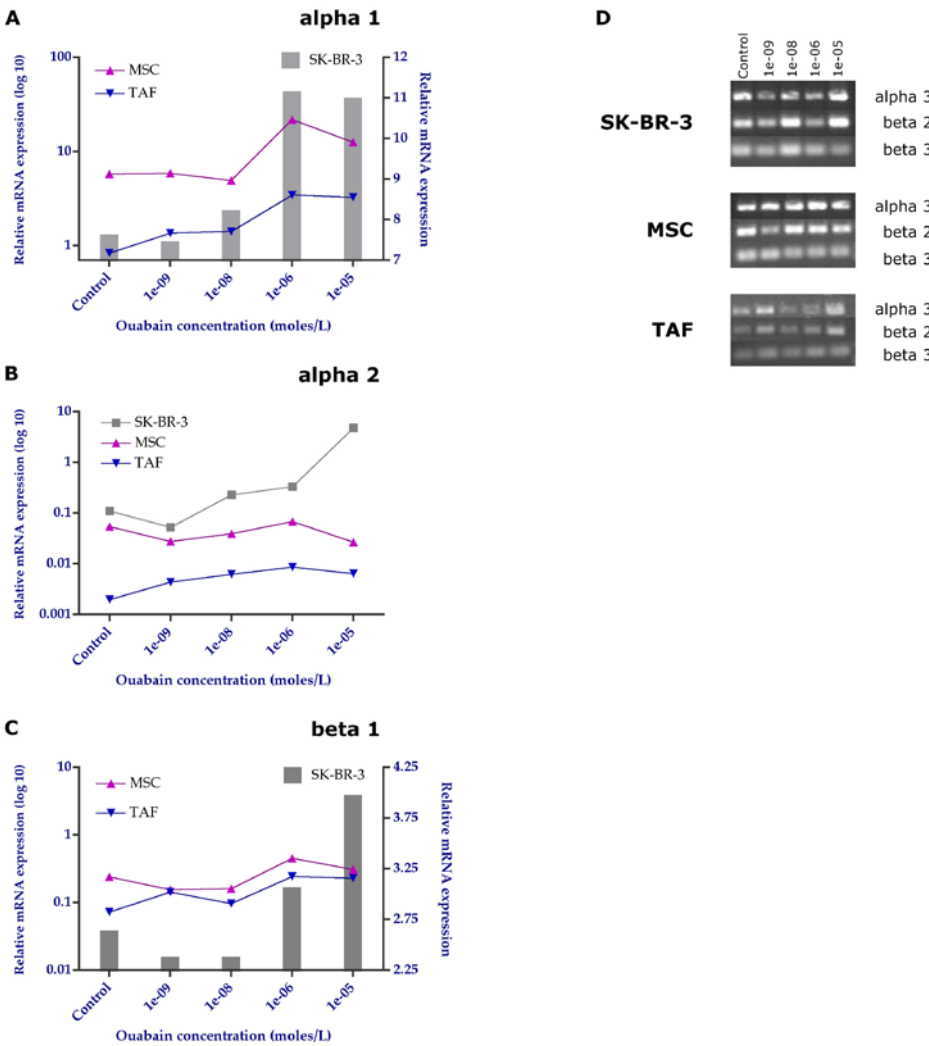 A
alpha 1
Relative mRNA expression (log 10)
100
10
1
MSC
TAF
SK-BR-3
12
11
10
9
8
7
Relative mRNA expression
Control
1e-09
1e-08
1e-06
1e-05
Ouabain concentration (moles/L)
B
alpha 2
Relative mRNA expression (log 10)
10
1
0.1
0.01
0.001
SK-BR-3
MSC
TAF
Control
1e-09
1e-08
1e-06
1e-05
Ouabain concentration (moles/L)
C
beta 1
Relative mRNA expression (log 10)
10
1
0.1
0.01
MSC
TAF
SK-BR-3
4.25
3.75
3.25
2.75
2.25
Relative mRNA expression
Control
1e-09
1e-08
1e-06
1e-05
Ouabain concentration (moles/L)
D
Control
1e-09
1e-08
1e-06
1e-05
SK-BR-3
alpha 3
beta 2
beta 3
MSC
alpha 3
beta 2
beta 3
TAF
alpha 3
beta 2
beta 3